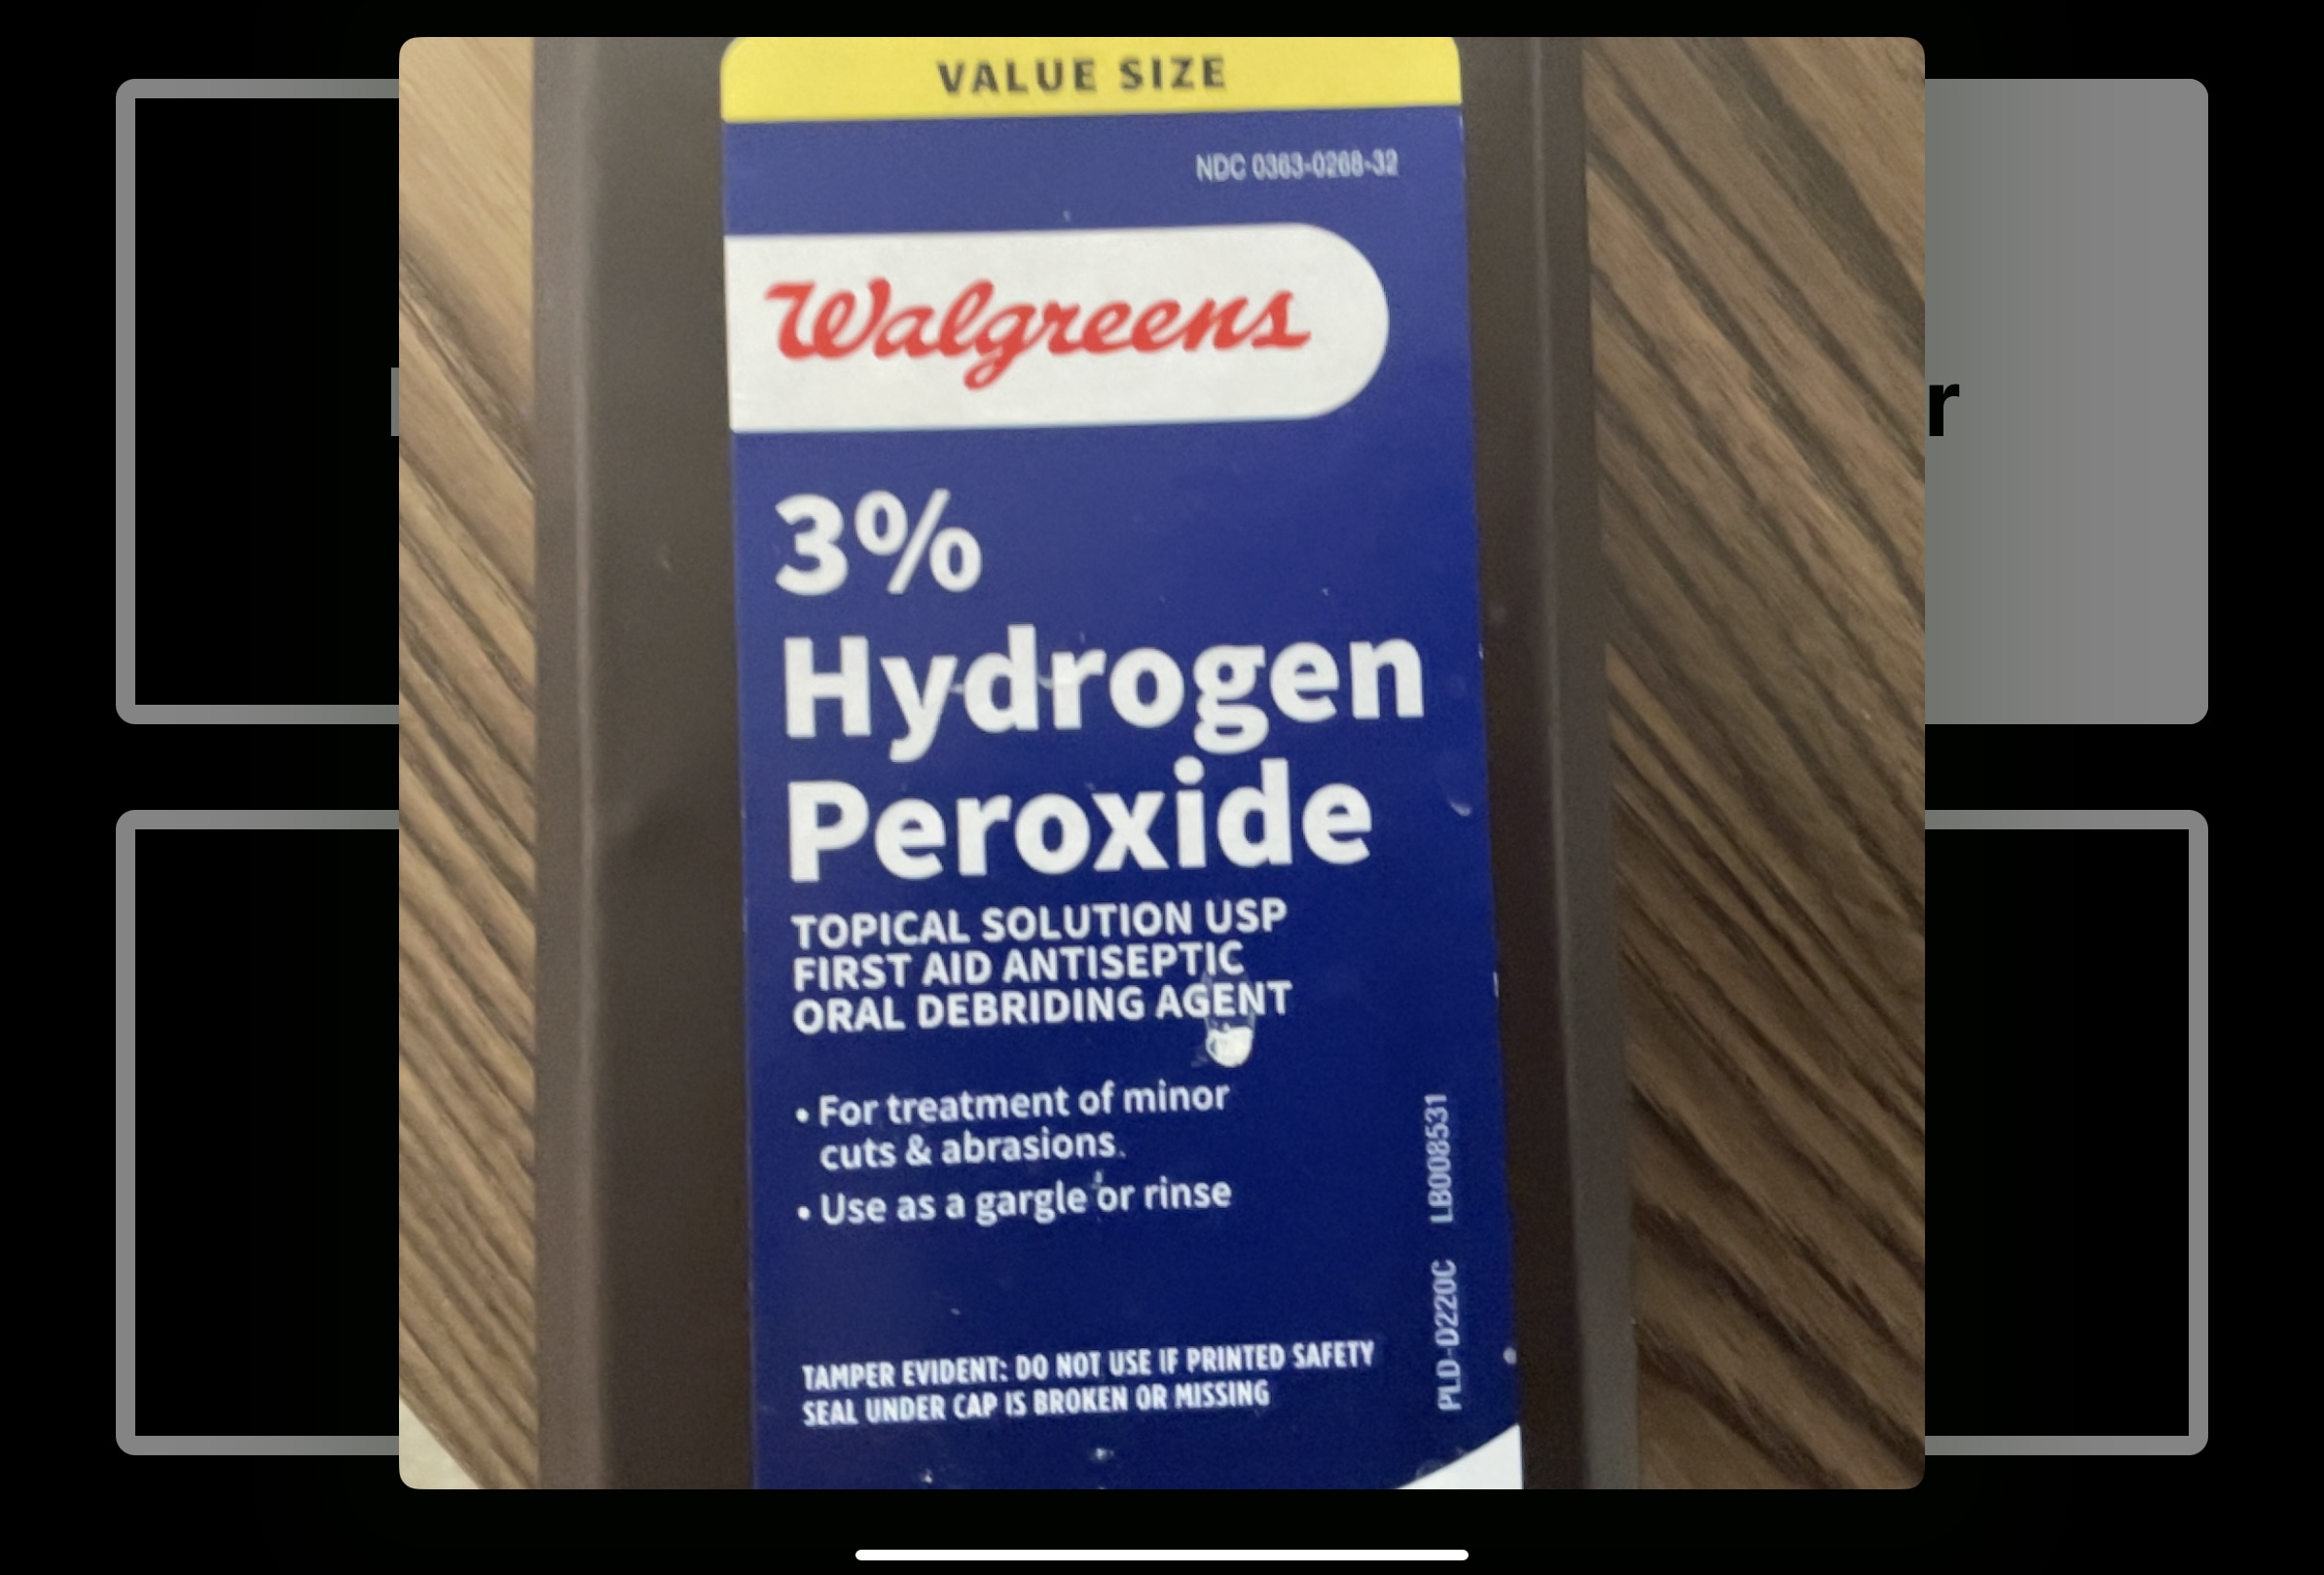 VALUE SIZE
NDC 0363-0268-32
Walgreens
3%
Hydrogen
Peroxide
TOPICAL SOLUTION USP
FIRST AID ANTISEPTIC
ORAL DEBRIDING AGENT
• For treatment of minor
cuts & abrasions.
• Use as a gargle or rinse
TAMPER EVIDENT: DO NOT USE IF PRINTED SAFETY
SEAL UNDER CAP IS BROKEN OR MISSING
PLD-D220C LB008531
r